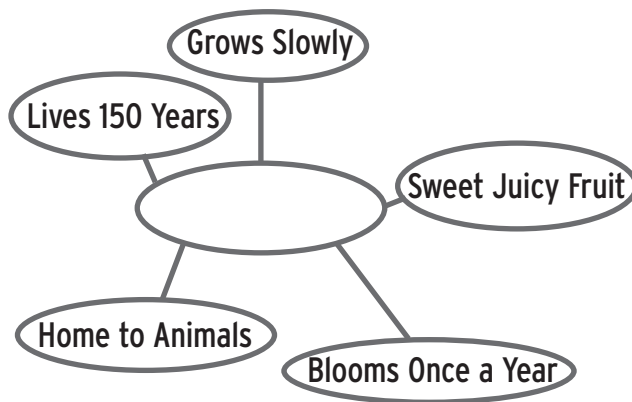 Grows Slowly
Lives 150 Years
Sweet Juicy Fruit
Home to Animals
Blooms Once a Year